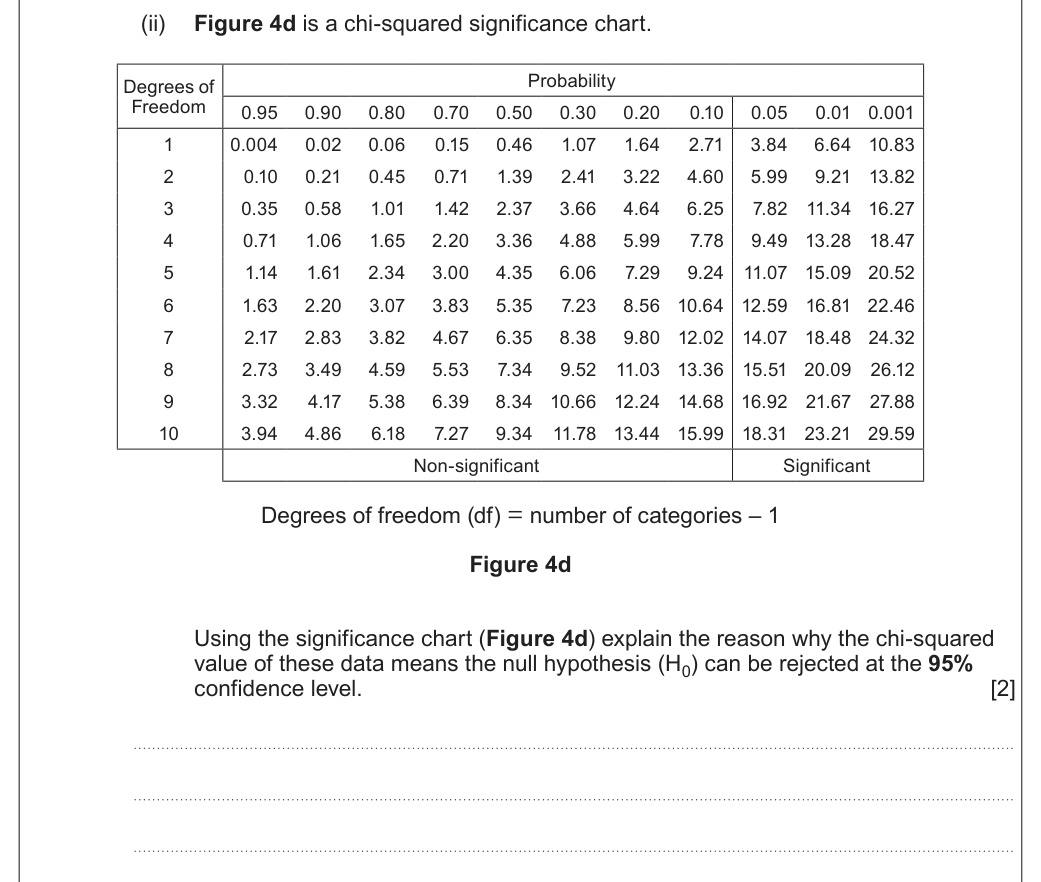 (ii) Figure 4d is a chi-squared significance chart.
Degrees of Freedom Probability
0.95 0.90 0.80 0.70 0.50 0.30 0.20 0.10 0.05 0.01 0.001
1 0.004 0.02 0.06 0.15 0.46 1.07 1.64 2.71 3.84 6.64 10.83
2 0.10 0.21 0.45 0.71 1.39 2.41 3.22 4.60 5.99 9.21 13.82
3 0.35 0.58 1.01 1.42 2.37 3.66 4.64 6.25 7.82 11.34 16.27
4 0.71 1.06 1.65 2.20 3.36 4.88 5.99 7.78 9.49 13.28 18.47
5 1.14 1.61 2.34 3.00 4.35 6.06 7.29 9.24 11.07 15.09 20.52
6 1.63 2.20 3.07 3.83 5.35 7.23 8.56 10.64 12.59 16.81 22.46
7 2.17 2.83 3.82 4.67 6.35 8.38 9.80 12.02 14.07 18.48 24.32
8 2.73 3.49 4.59 5.53 7.34 9.52 11.03 13.36 15.51 20.09 26.12
9 3.32 4.17 5.38 6.39 8.34 10.66 12.24 14.68 16.92 21.67 27.88
10 3.94 4.86 6.18 7.27 9.34 11.78 13.44 15.99 18.31 23.21 29.59
Non-significant Significant
Degrees of freedom (df) = number of categories – 1
Figure 4d
Using the significance chart (Figure 4d) explain the reason why the chi-squared
value of these data means the null hypothesis (H₀) can be rejected at the 95%
confidence level. [2]